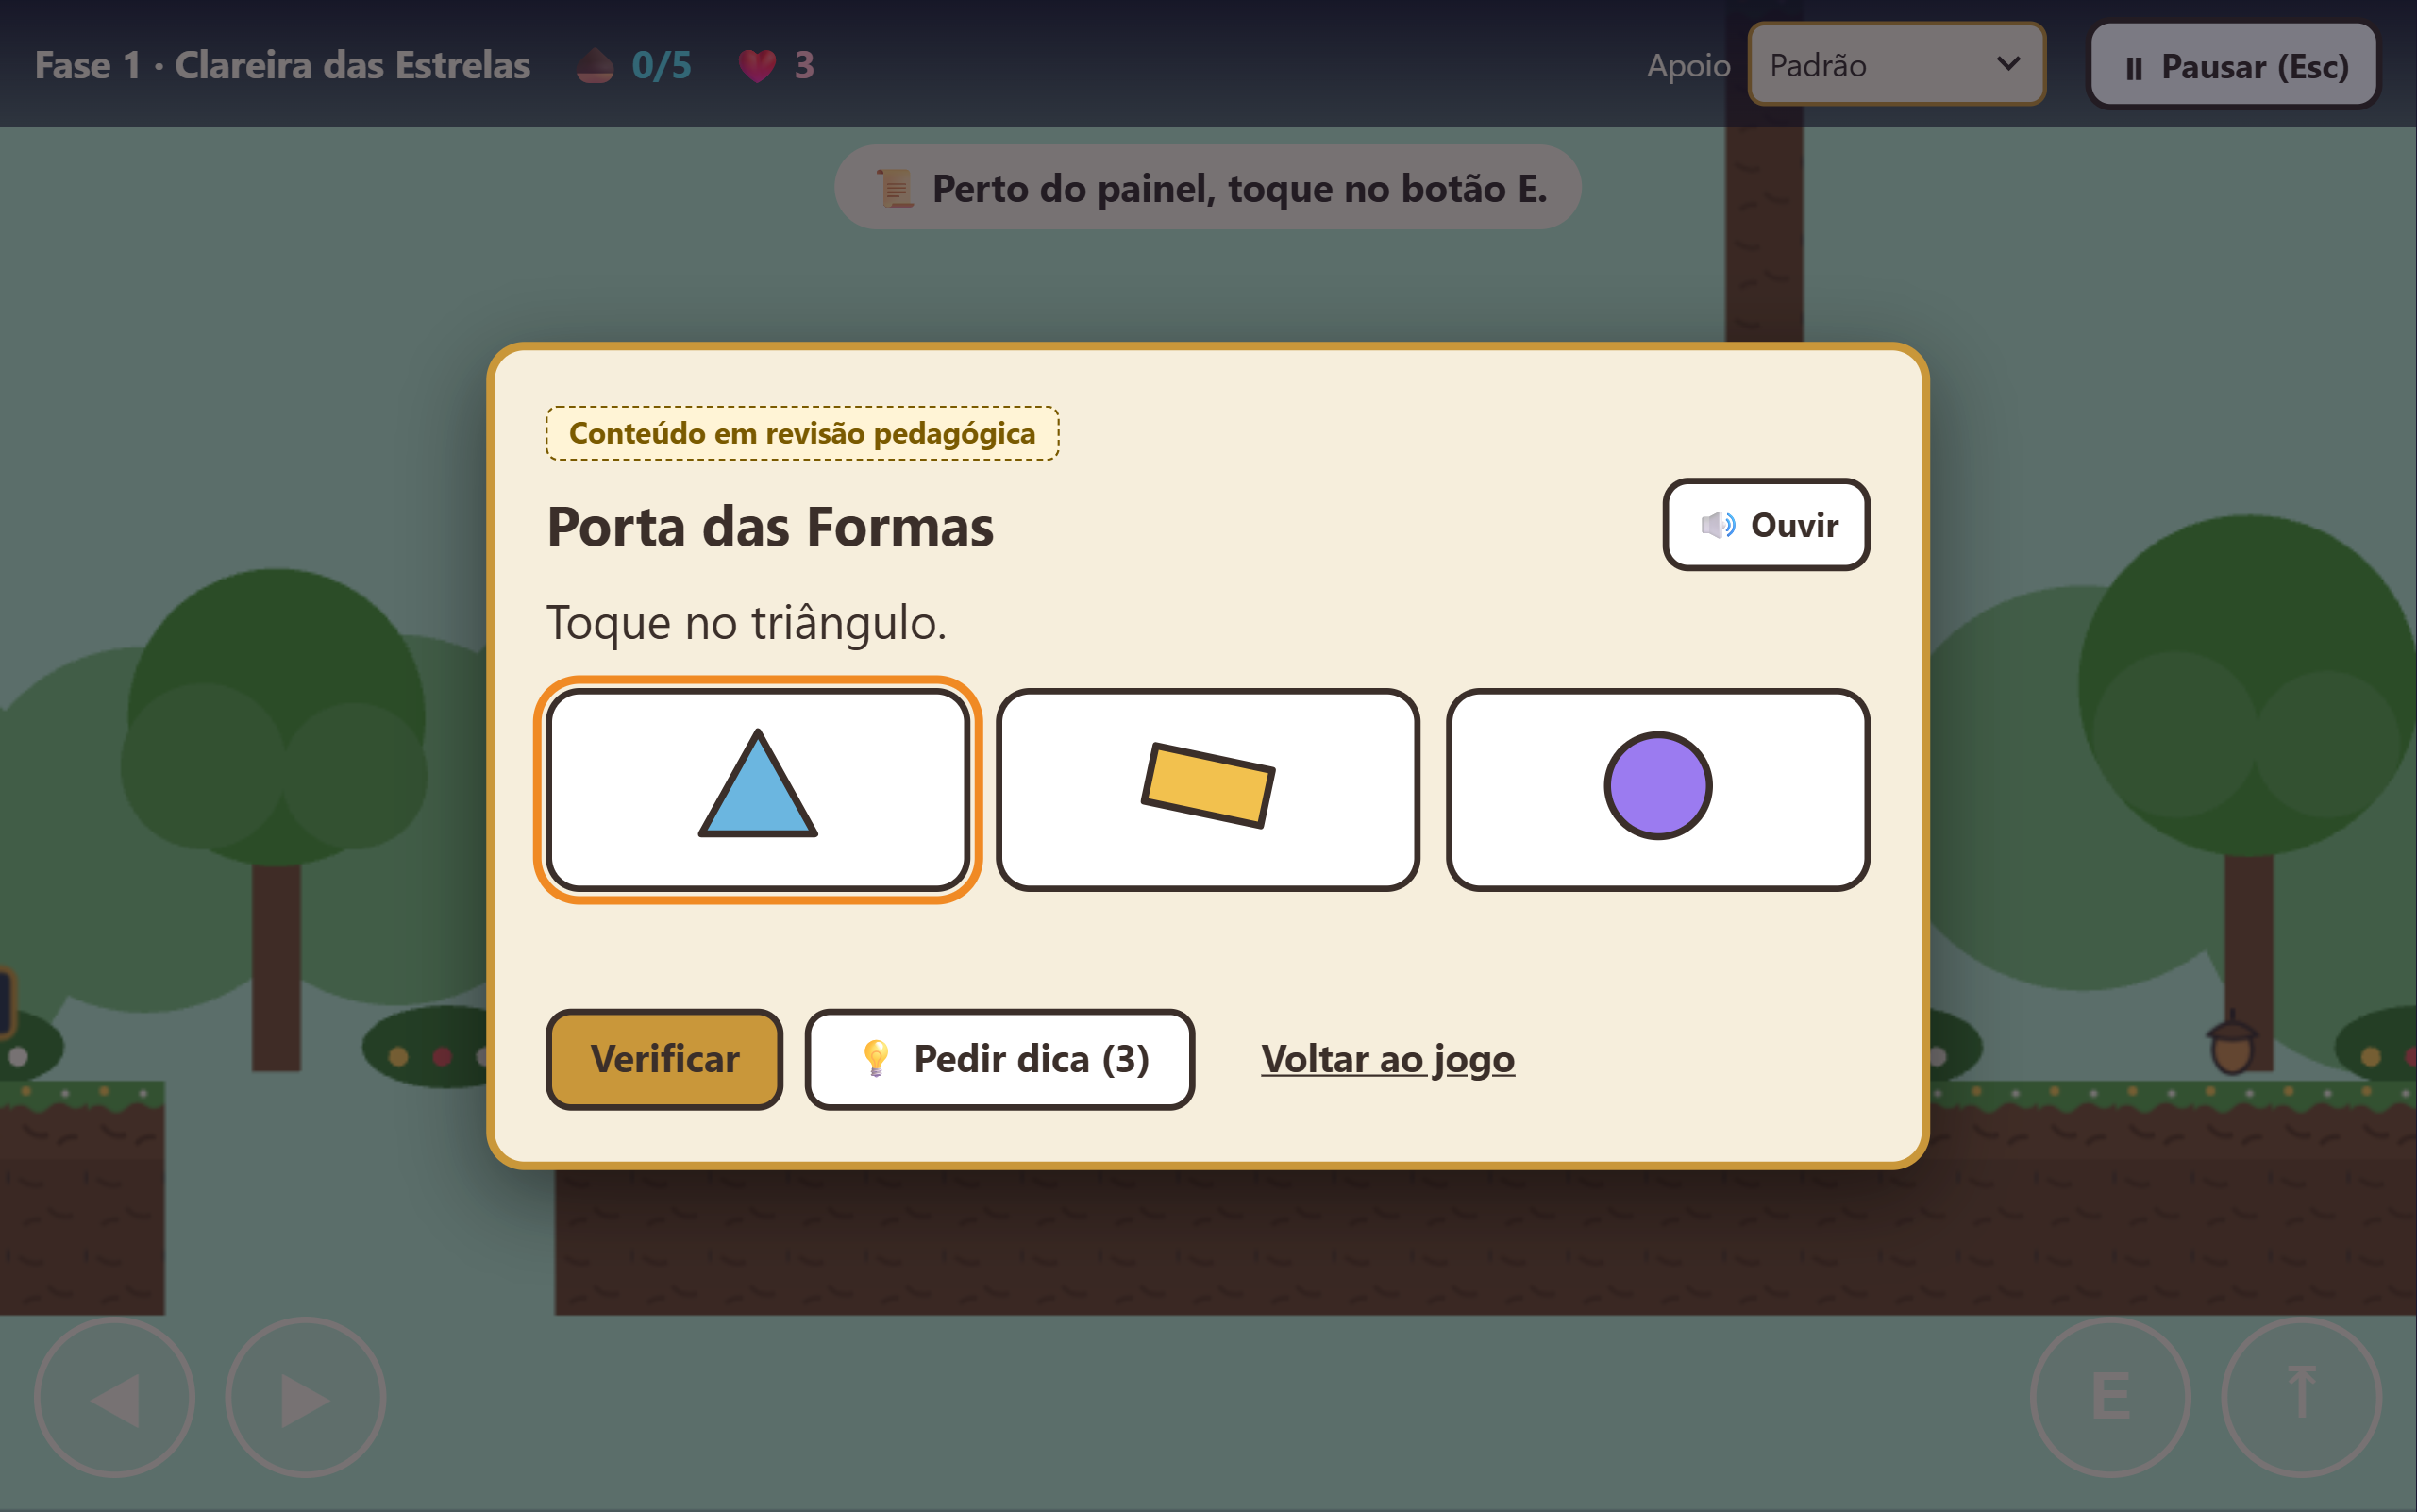 Fase 1 · Clareira das Estrelas 0/5 3 Apoio Padrão Pausar (Esc)
Perto do painel, toque no botão E.
Conteúdo em revisão pedagógica
Porta das Formas
Ouvir
Toque no triângulo.
Verificar
Pedir dica (3)
Voltar ao jogo
E